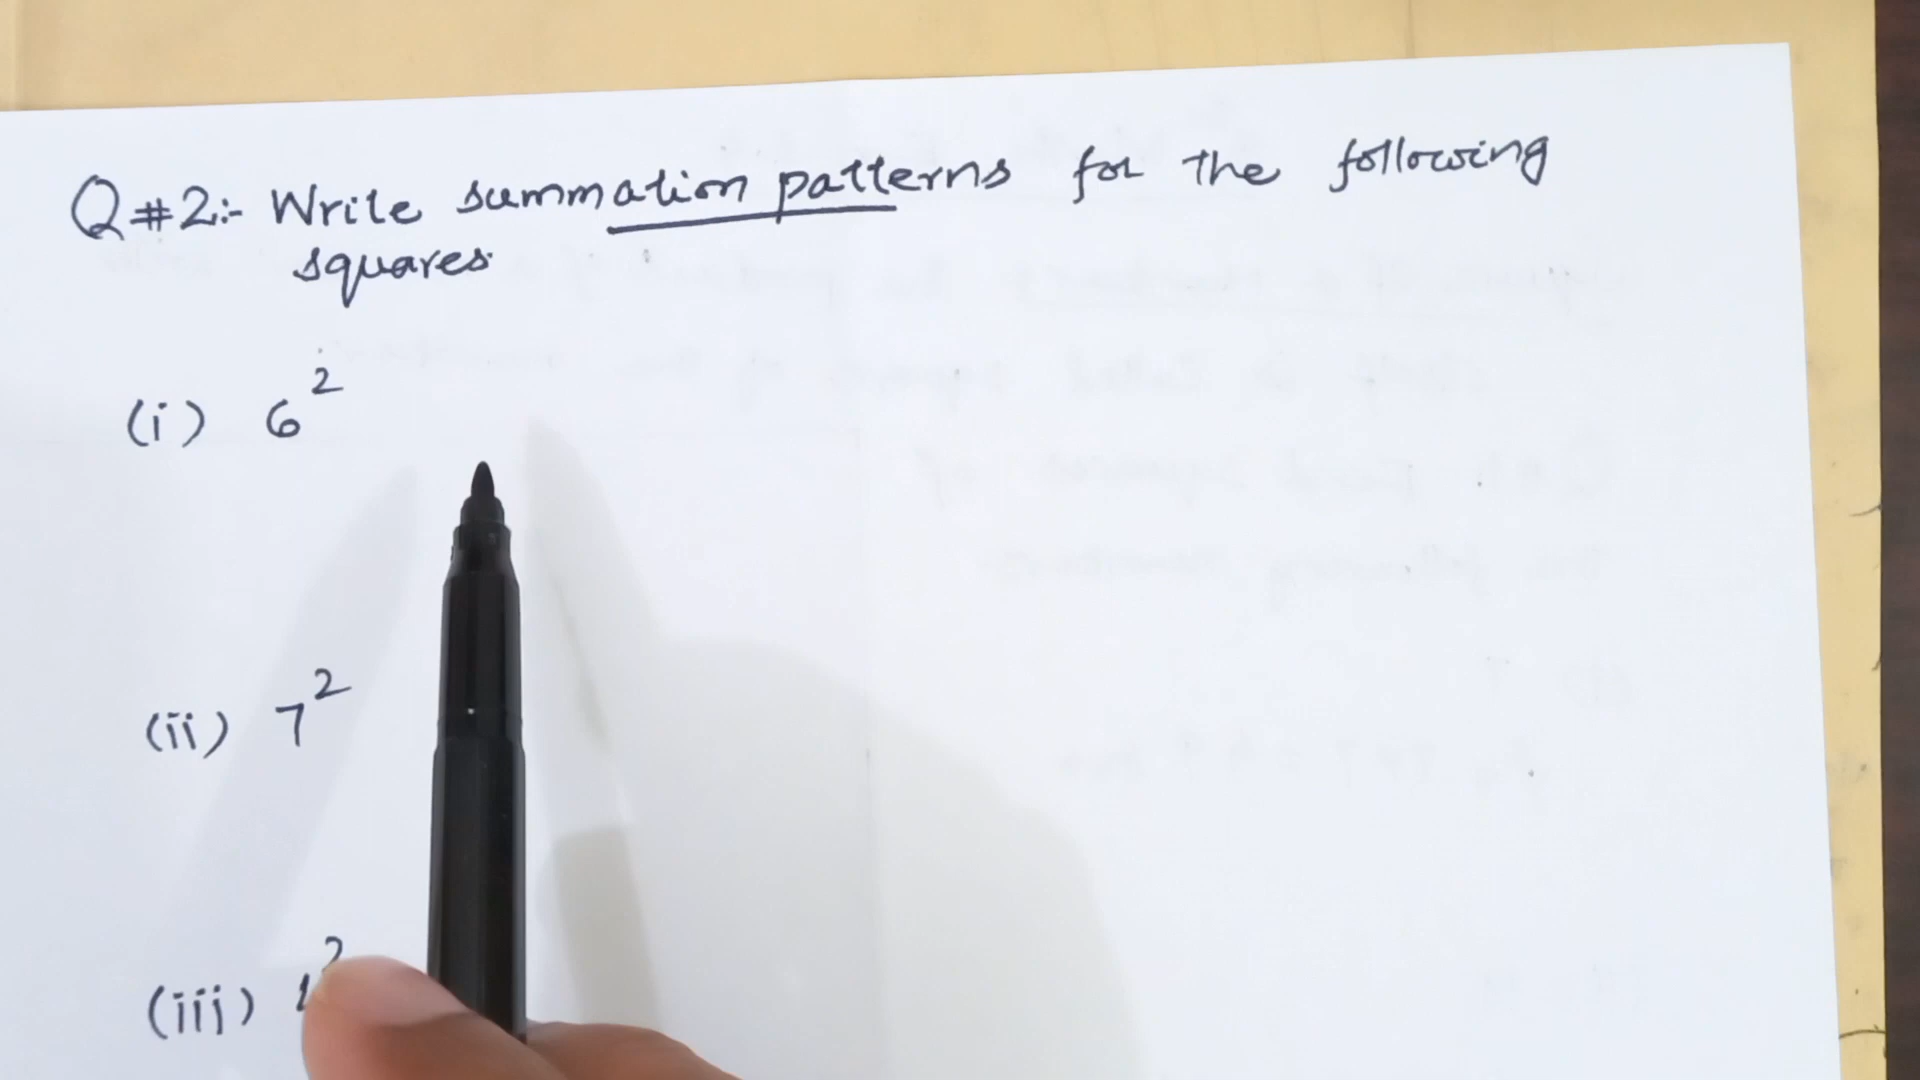 Q#2:- Write summation patterns for the following
squares.
(i) 6²
(ii) 7²
(iii)